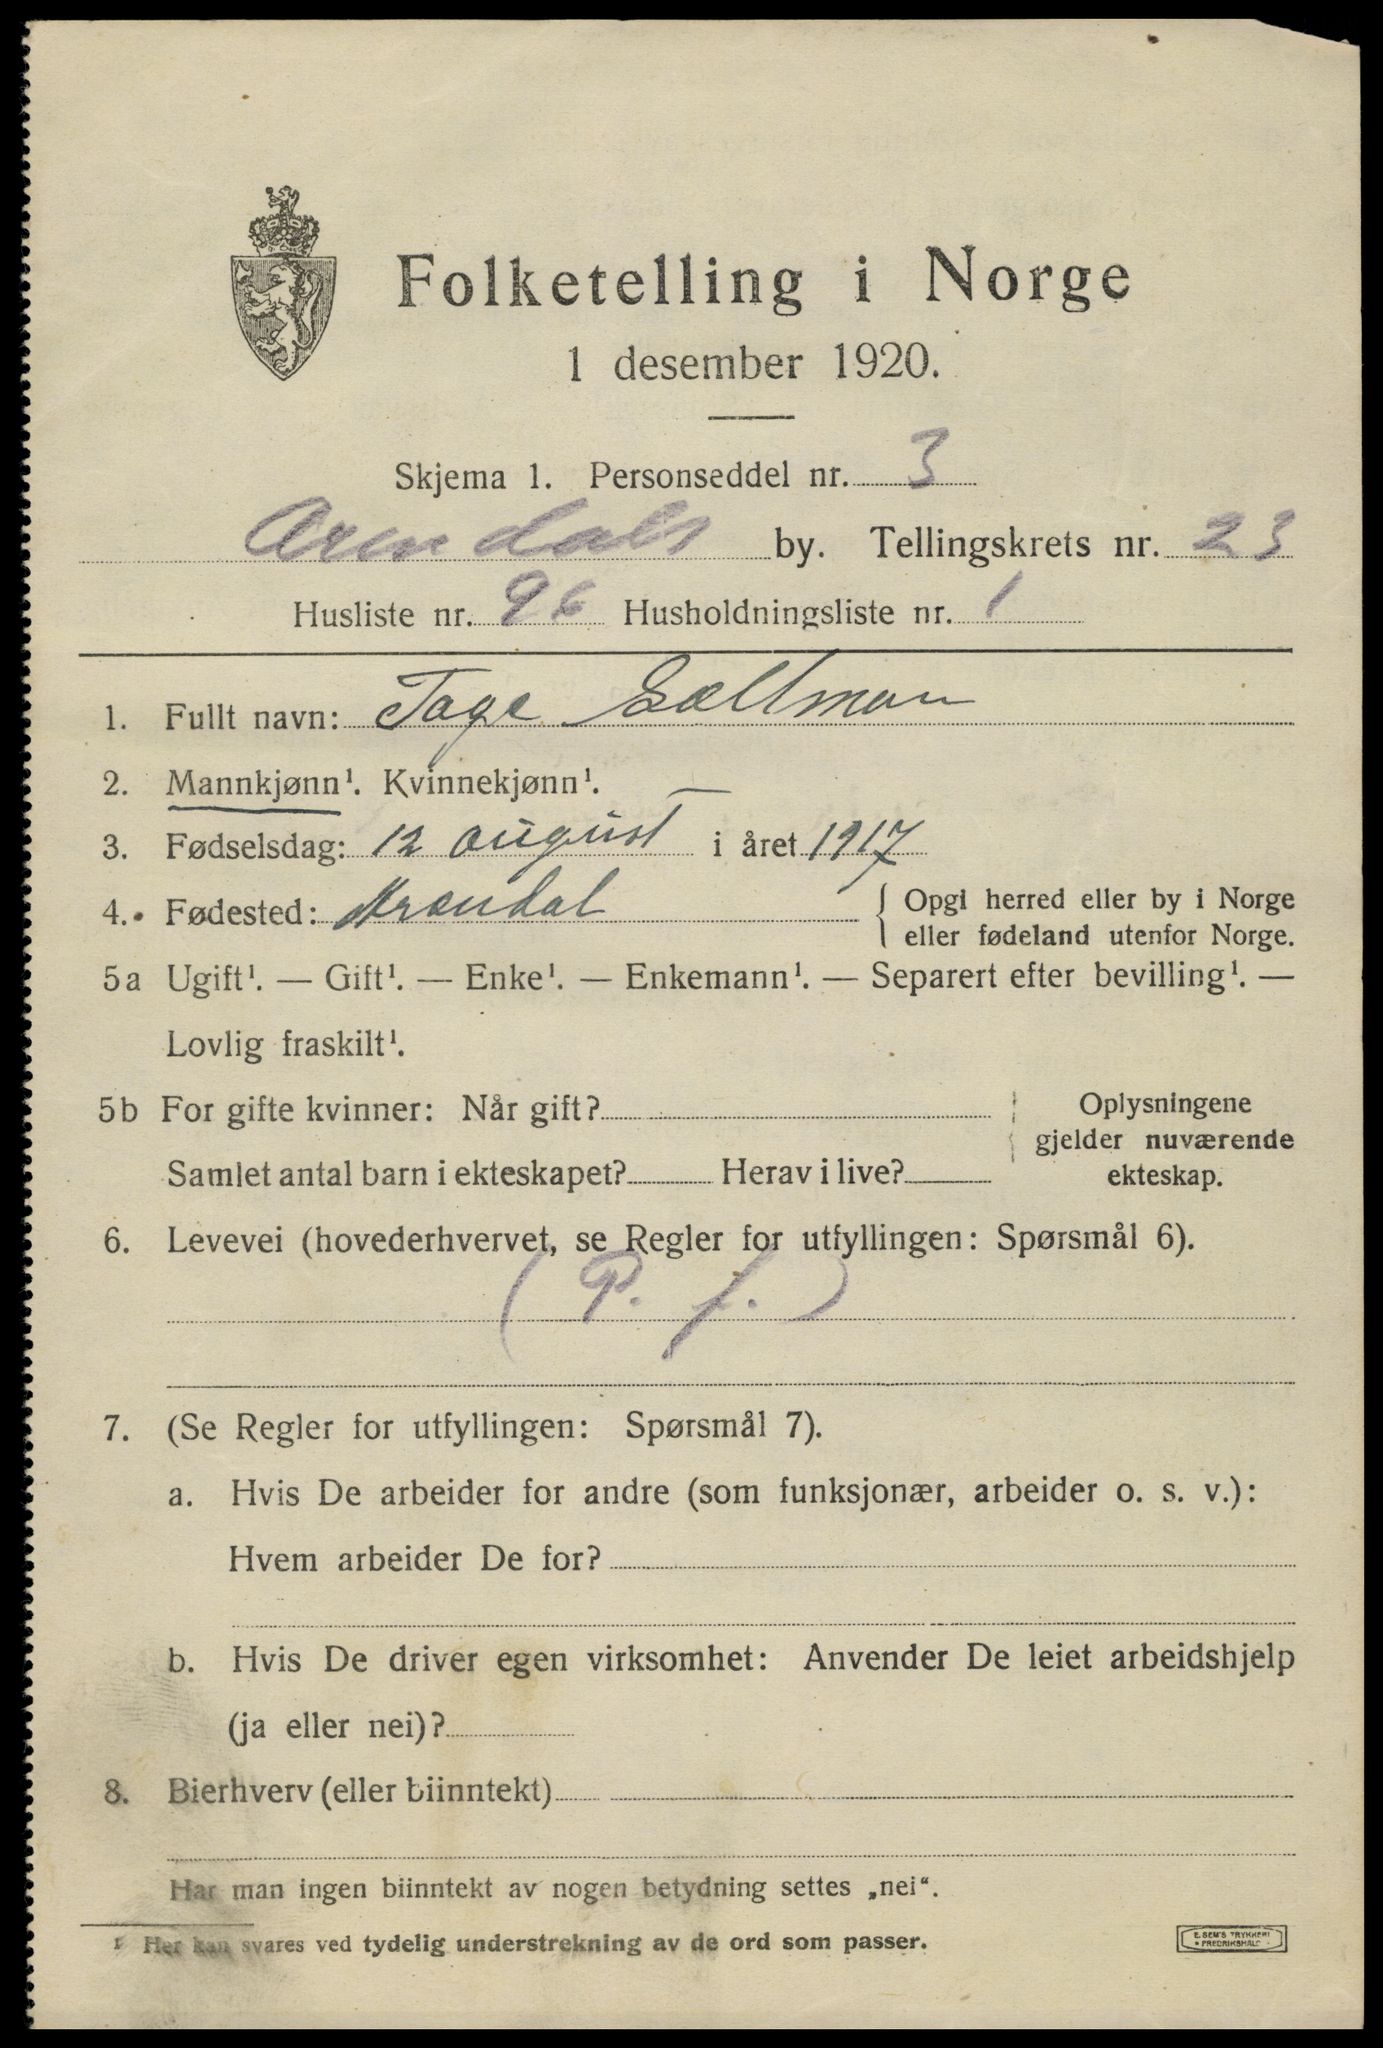 Folketelling i Norge
1 desember 1920.
Skjema 1. Personseddel nr. 3
Arendals by. Tellingskrets nr. 23
Husliste nr. 96 Husholdningsliste nr. 1
1. Fullt navn: Tage
2. Mannkjønn¹. Kvinnekjønn¹.
3. Fødselsdag: 12 august i året 1917
4. Fødested: Arendal { Opgi herred eller by i Norge
eller fødeland utenfor Norge.
5a Ugift¹. — Gift¹. — Enke¹. — Enkemann¹. — Separert efter bevilling¹. —
Lovlig fraskilt¹.
5b For gifte kvinner: Når gift? Oplysningene
gjelder nuværende
Samlet antal barn i ekteskapet? Herav i live? ekteskap.
6. Levevei (hovederhvervet, se Regler for utfyllingen: Spørsmål 6).
(P. f.)
7. (Se Regler for utfyllingen: Spørsmål 7).
a. Hvis De arbeider for andre (som funksjonær, arbeider o. s. v.):
Hvem arbeider De for?
b. Hvis De driver egen virksomhet: Anvender De leiet arbeidshjelp
(ja eller nei)?
8. Bierhverv (eller biinntekt)
Har man ingen biinntekt av nogen betydning settes „nei“.
¹ Her kan svares ved tydelig understrekning av de ord som passer.
E. SEM'S TRYKKERI
FREDRIKSHALD